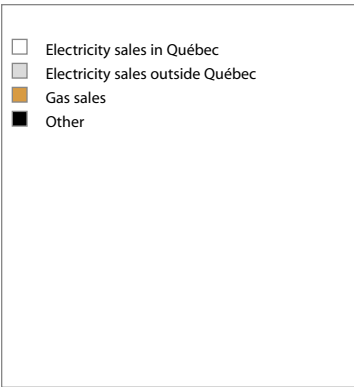 Electricity sales in Québec
Electricity sales outside Québec
Gas sales
Other